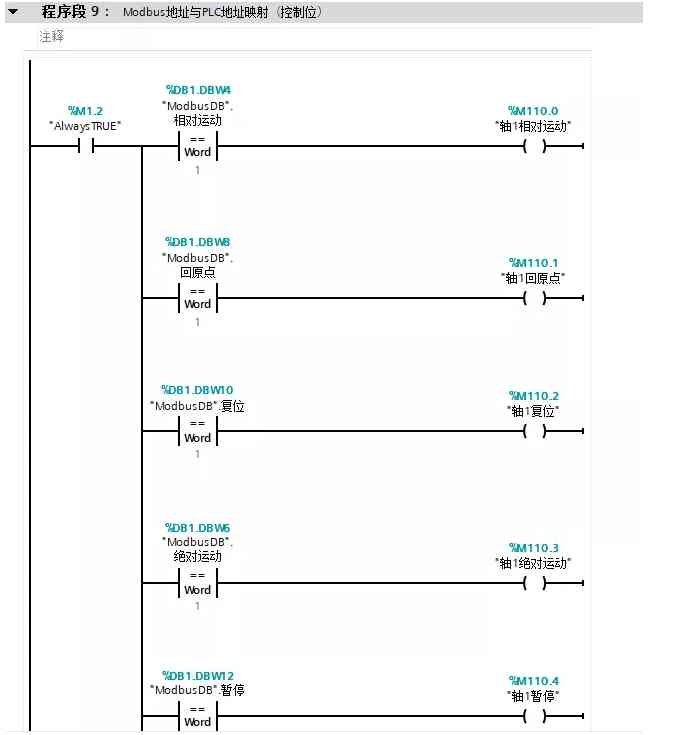 程序段 9： Modbus地址与PLC地址映射（控制位）
注释
%M1.2
"AlwaysTRUE"
%DB1.DBW4
"ModbusDB".
相对运动
==
Word
1
%M110.0
"轴1相对运动"
%DB1.DBW8
"ModbusDB".
回原点
==
Word
1
%M110.1
"轴1回原点"
%DB1.DBW10
"ModbusDB".复位
==
Word
1
%M110.2
"轴1复位"
%DB1.DBW6
"ModbusDB".
绝对运动
==
Word
1
%M110.3
"轴1绝对运动"
%DB1.DBW12
"ModbusDB".暂停
==
Word
%M110.4
"轴1暂停"